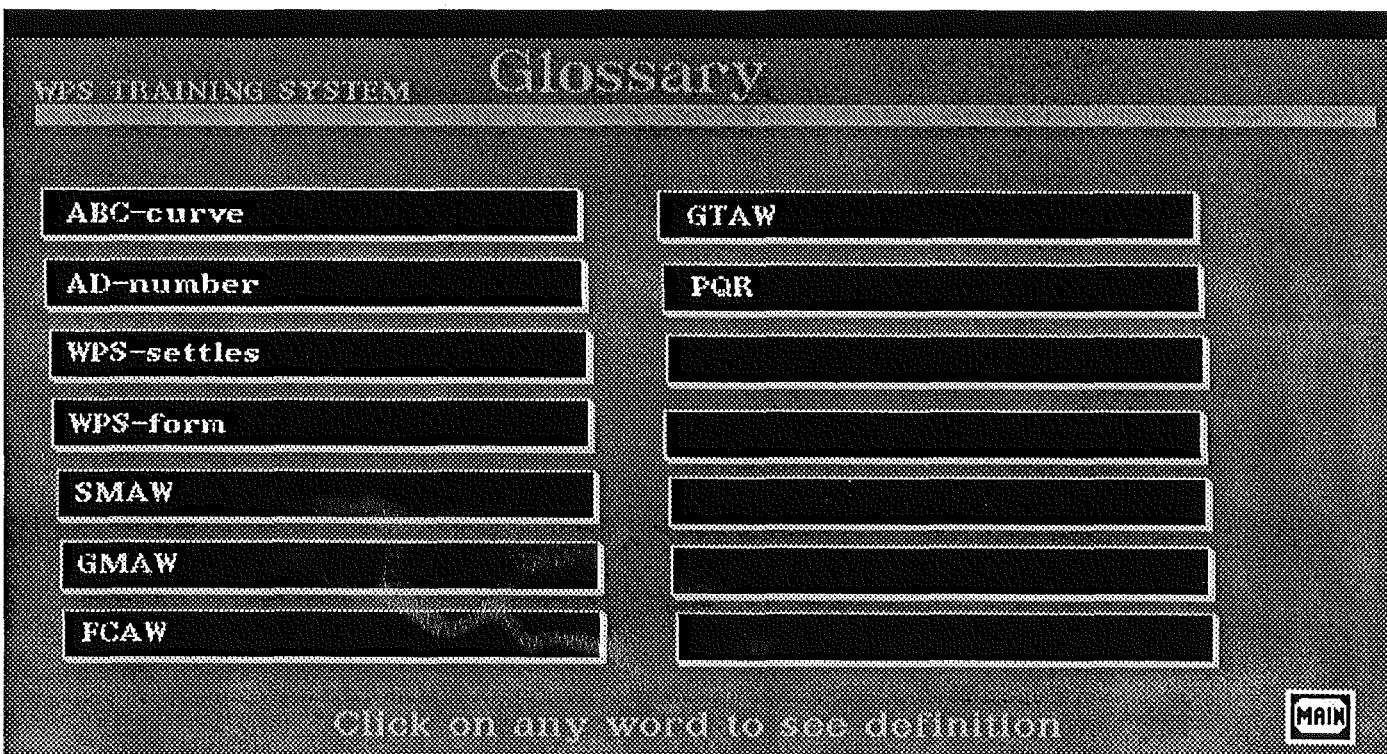 Glossary
WPS TRAINING SYSTEM
ABC-curve
AD-number
WPS-settles
WPS-form
SMAW
GMAW
FCAW
GTAW
PQR
Click on any word to see definition
MAIN